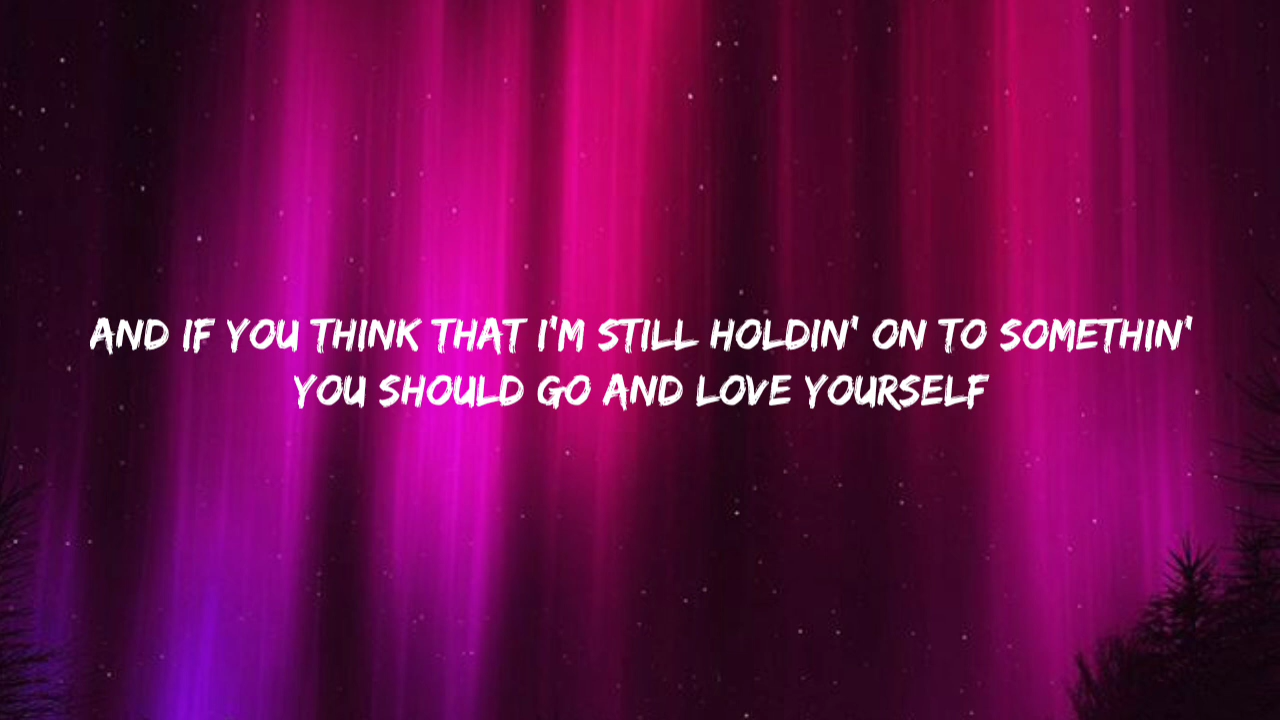 AND IF YOU THINK THAT I'M STILL HOLDIN' ON TO SOMETHIN'
YOU SHOULD GO AND LOVE YOURSELF